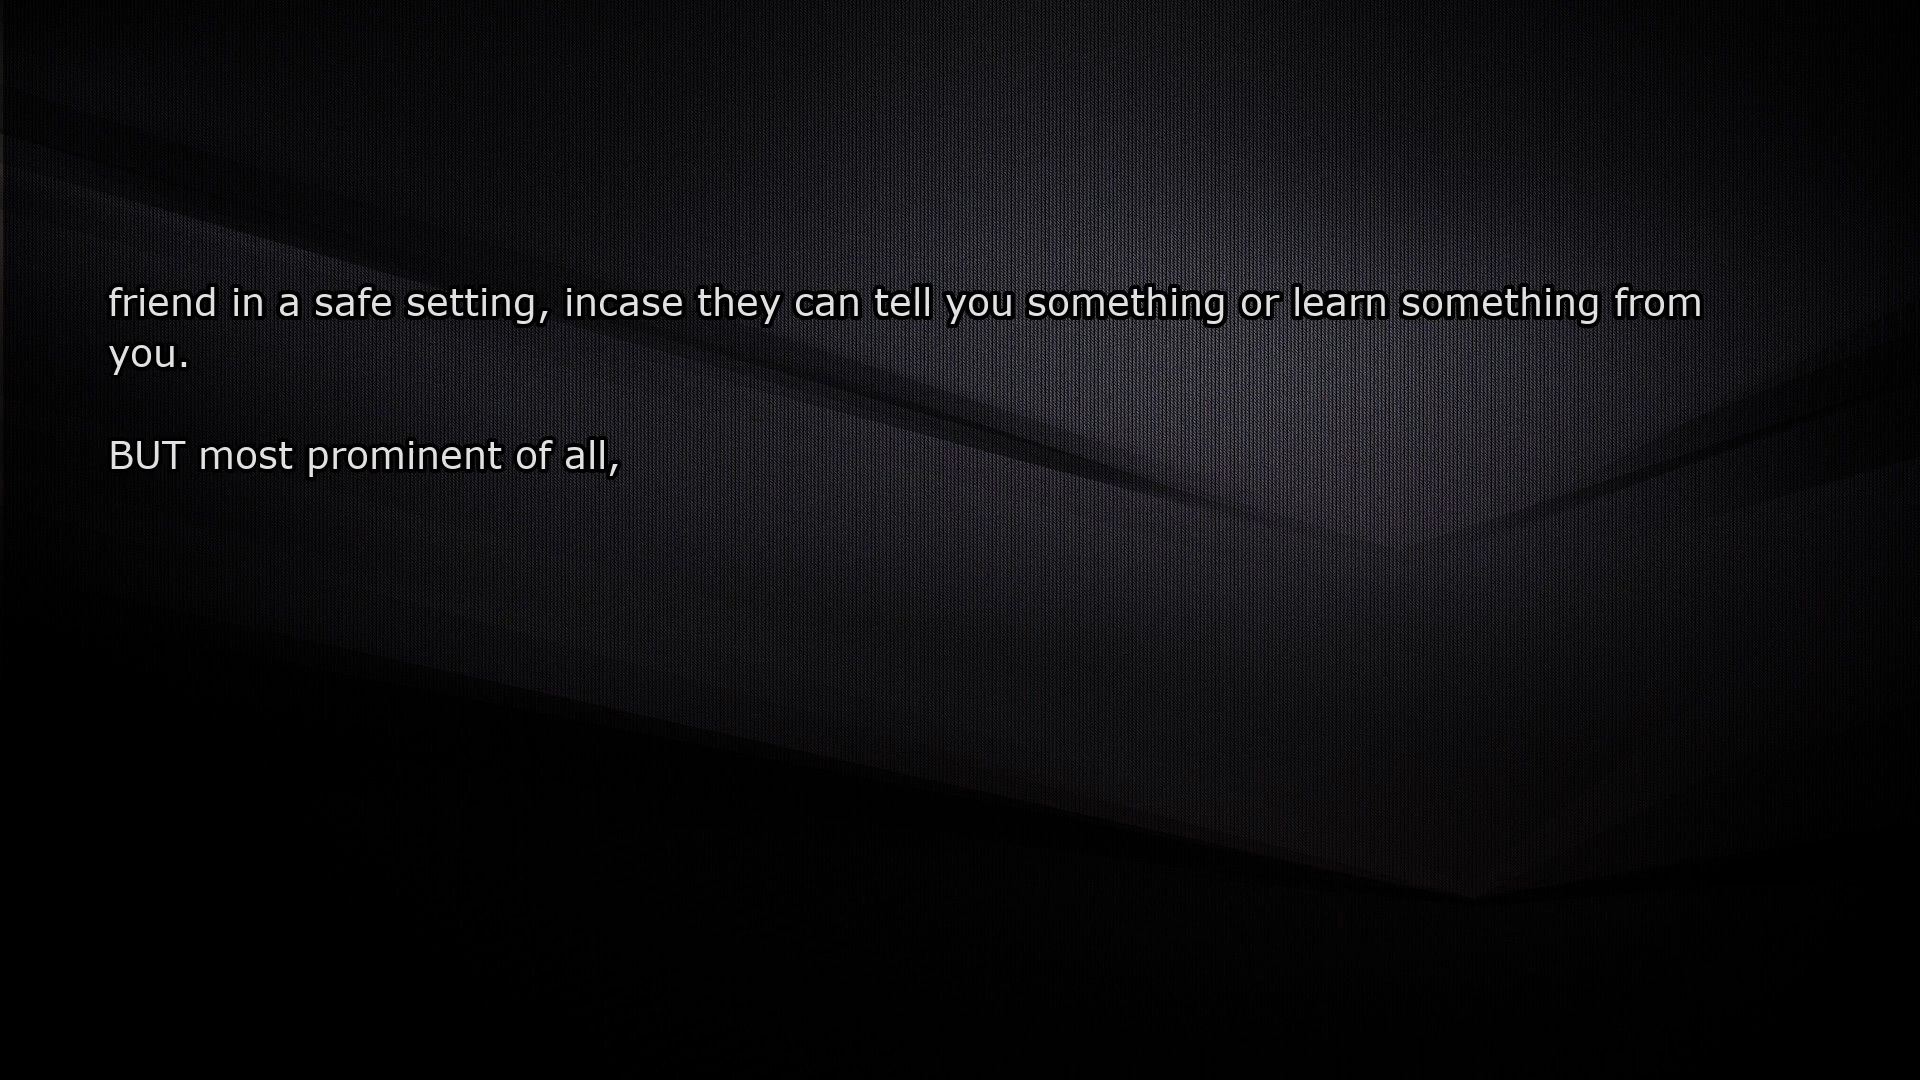 friend in a safe setting, incase they can tell you something or learn something from
you.
BUT most prominent of all,